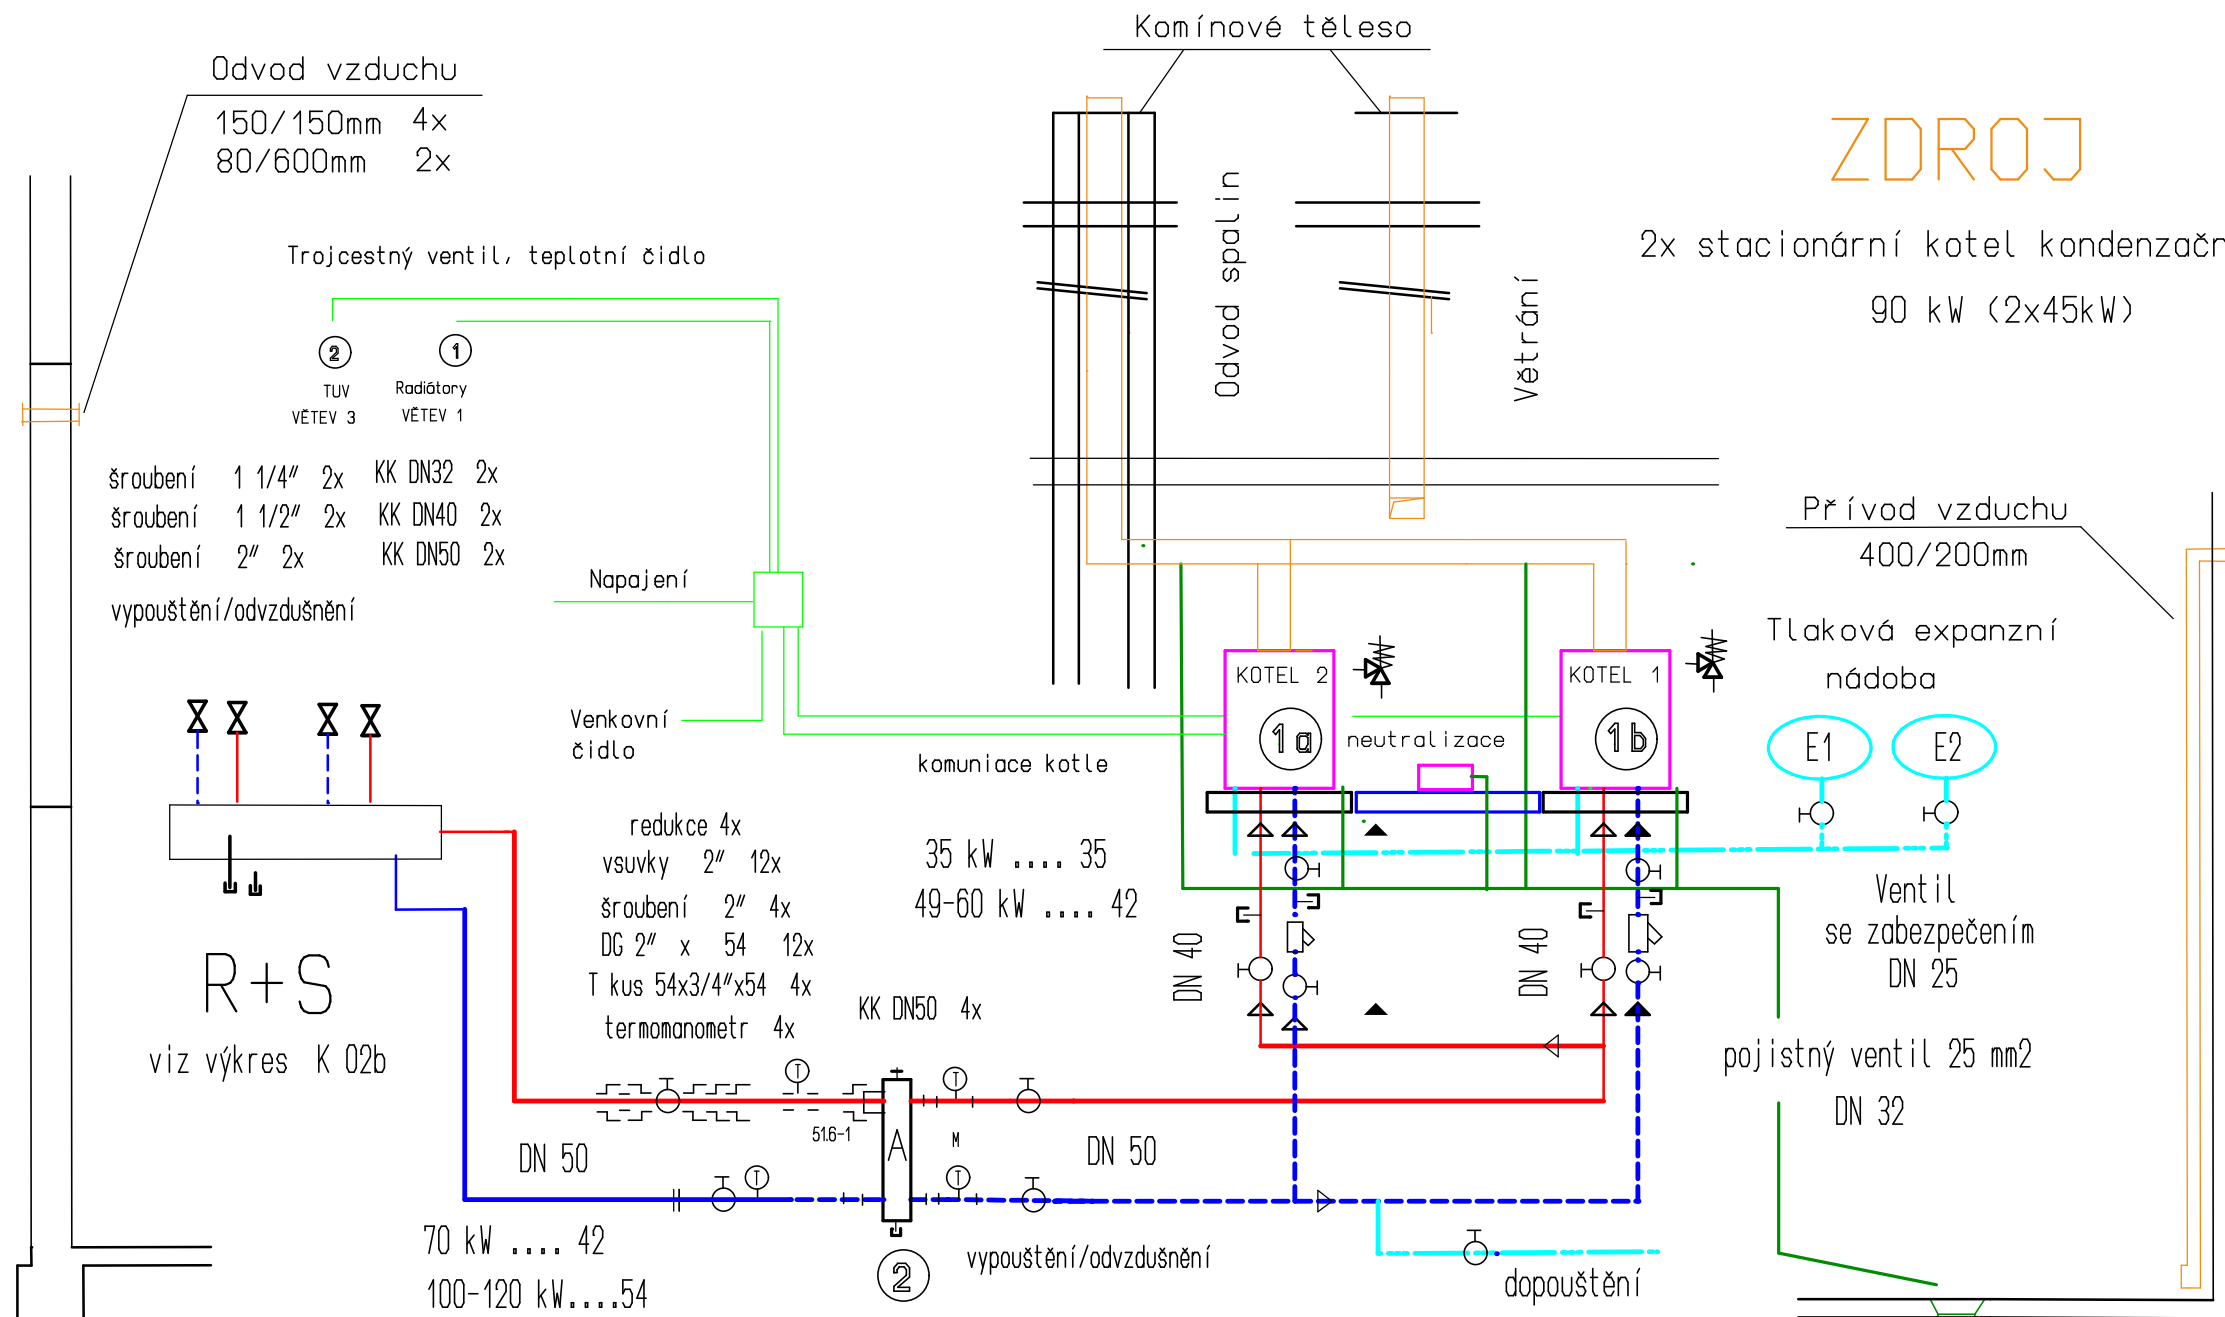 Komínové těleso
Odvod vzduchu
150/150mm 4x
80/600mm 2x
ZDROJ
2x stacionární kotel kondenzačn
90 kW (2x45kW)
Odvod spalin
Větrání
Trojcestný ventil, teplotní čidlo
2
1
TUV
VĚTEV 3
Radiátory
VĚTEV 1
šroubení 1 1/4" 2x KK DN32 2x
šroubení 1 1/2" 2x KK DN40 2x
šroubení 2" 2x KK DN50 2x
vypouštění/odvzdušnění
Napajení
Přívod vzduchu
400/200mm
Tlaková expanzní
nádoba
E1
E2
KOTEL 2
1a
KOTEL 1
1b
neutralizace
Venkovní
čidlo
komuniace kotle
redukce 4x
vsuvky 2" 12x
šroubení 2" 4x
DG 2" x 54 12x
T kus 54x3/4"x54 4x
termomanometr 4x
35 kW .... 35
49-60 kW .... 42
KK DN50 4x
DN 40
DN 40
Ventil
se zabezpečením
DN 25
pojistný ventil 25 mm2
DN 32
R+S
viz výkres K 02b
T
T
51.6-1
A
M
DN 50
DN 50
T
T
70 kW .... 42
100-120 kW....54
2
vypouštění/odvzdušnění
dopouštění